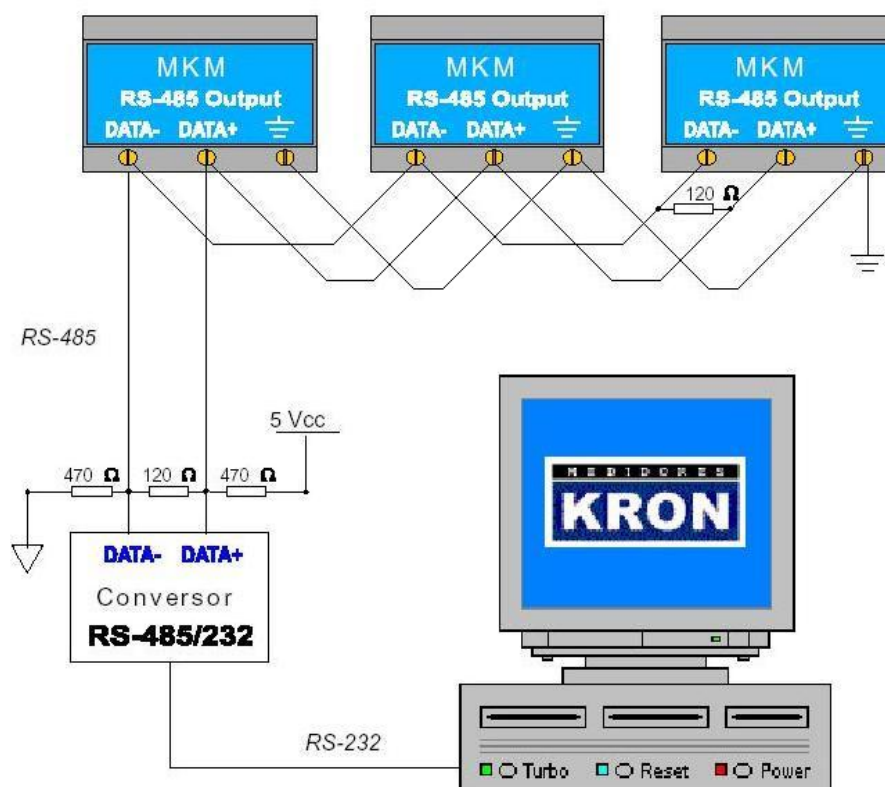 MKM
RS-485 Output
DATA- DATA+
MKM
RS-485 Output
DATA- DATA+
MKM
RS-485 Output
DATA- DATA+
120 Ω
RS-485
5 Vcc
470 Ω 120 Ω 470 Ω
DATA- DATA+
Conversor
RS-485/232
MEDIDORES
KRON
RS-232
Turbo Reset Power